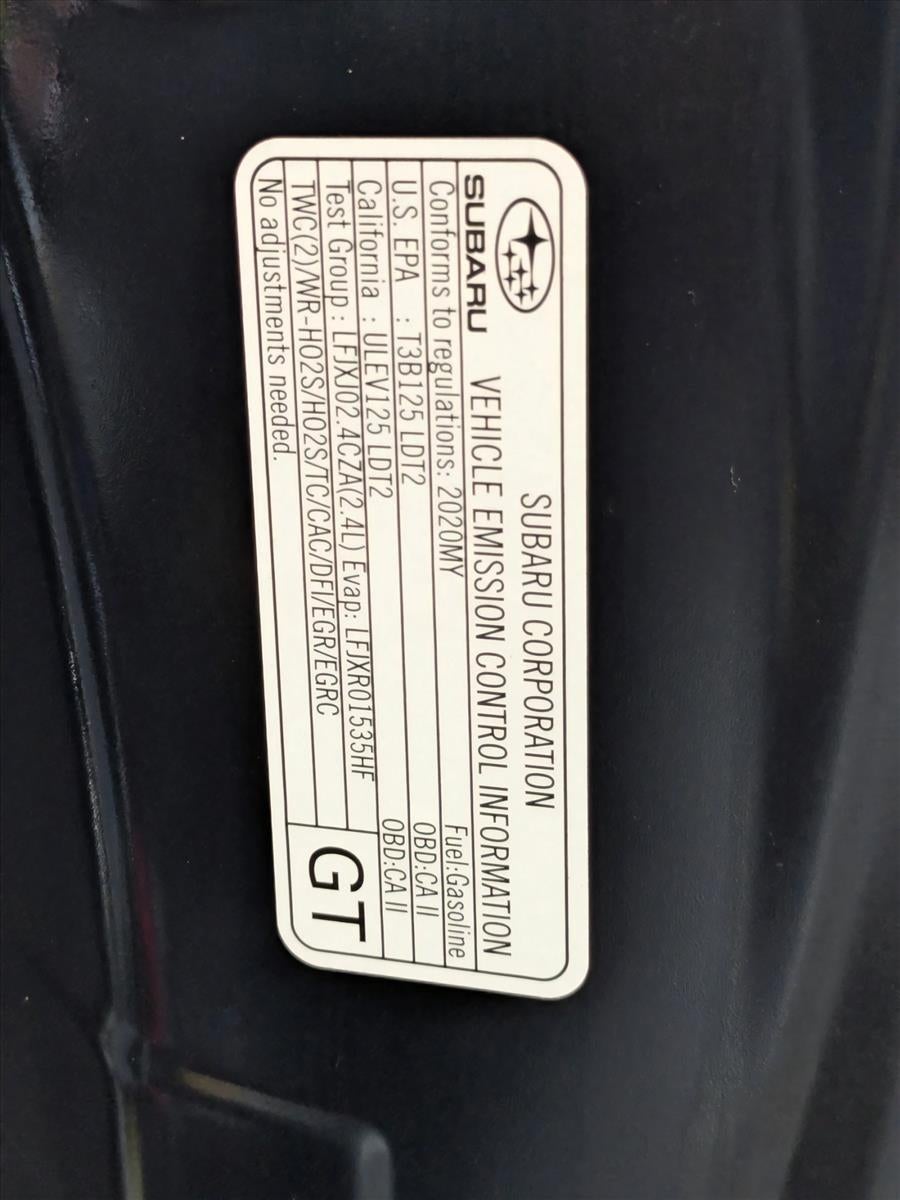 SUBARU CORPORATION
SUBARU VEHICLE EMISSION CONTROL INFORMATION
Conforms to regulations: 2020MY Fuel:Gasoline
U.S. EPA : T3B125 LDT2 OBD:CA II
California : ULEV125 LDT2 OBD:CA II
Test Group : LFJXJ02.4CZA(2.4L) Evap: LFJXR01535HF
TWC(2)/WR-HO2S/HO2S/TC/CAC/DFI/EGR/EGRC
No adjustments needed.
GT